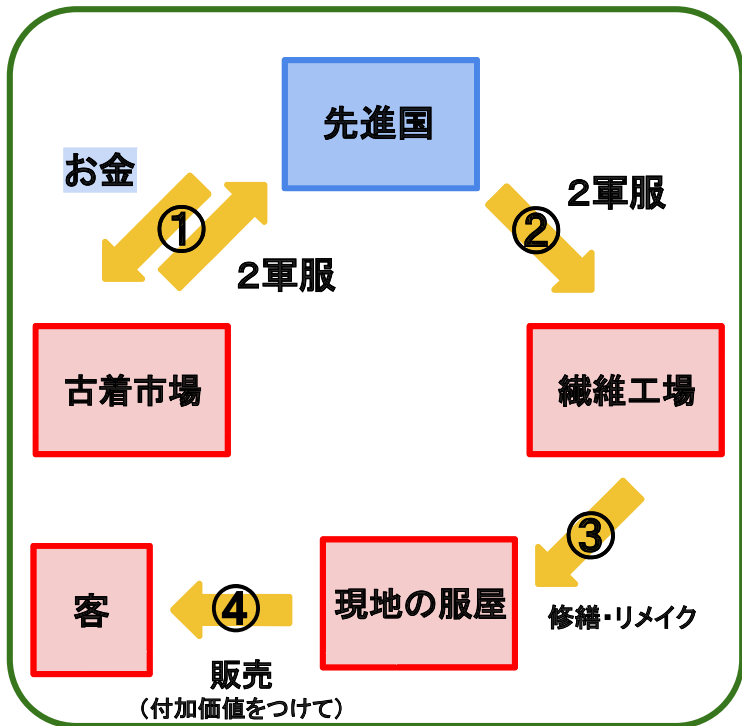 先進国
お金
①
２軍服
２軍服
②
古着市場
繊維工場
③
修繕・リメイク
現地の服屋
④
客
販売
（付加価値をつけて）